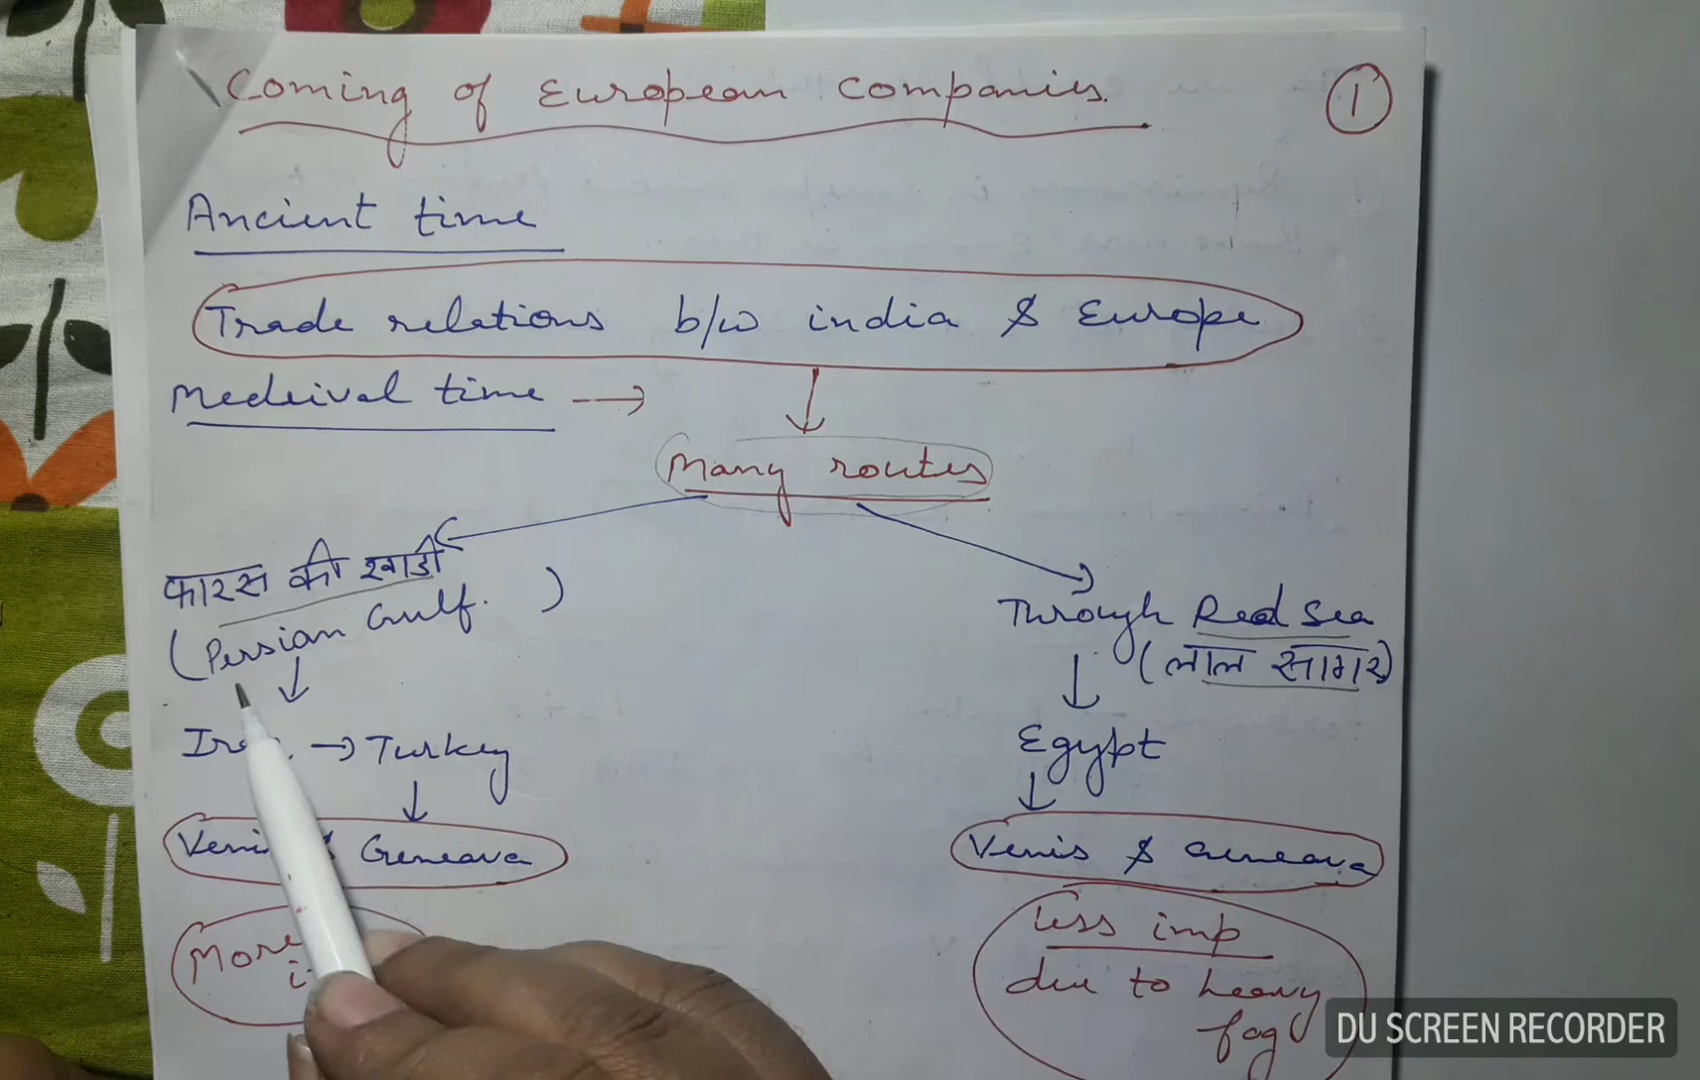 Coming of European Companies.
1
Ancient time
Trade relations b/w india & Europe
Medeival time →
Many routes
फारस की खाडी
(Persian Gulf. )
Through Red Sea
(लाल सागर)
→ Turkey
Egypt
& Geneava
Venis & Geneava
More
less imp
due to heavy
fog
DU SCREEN RECORDER